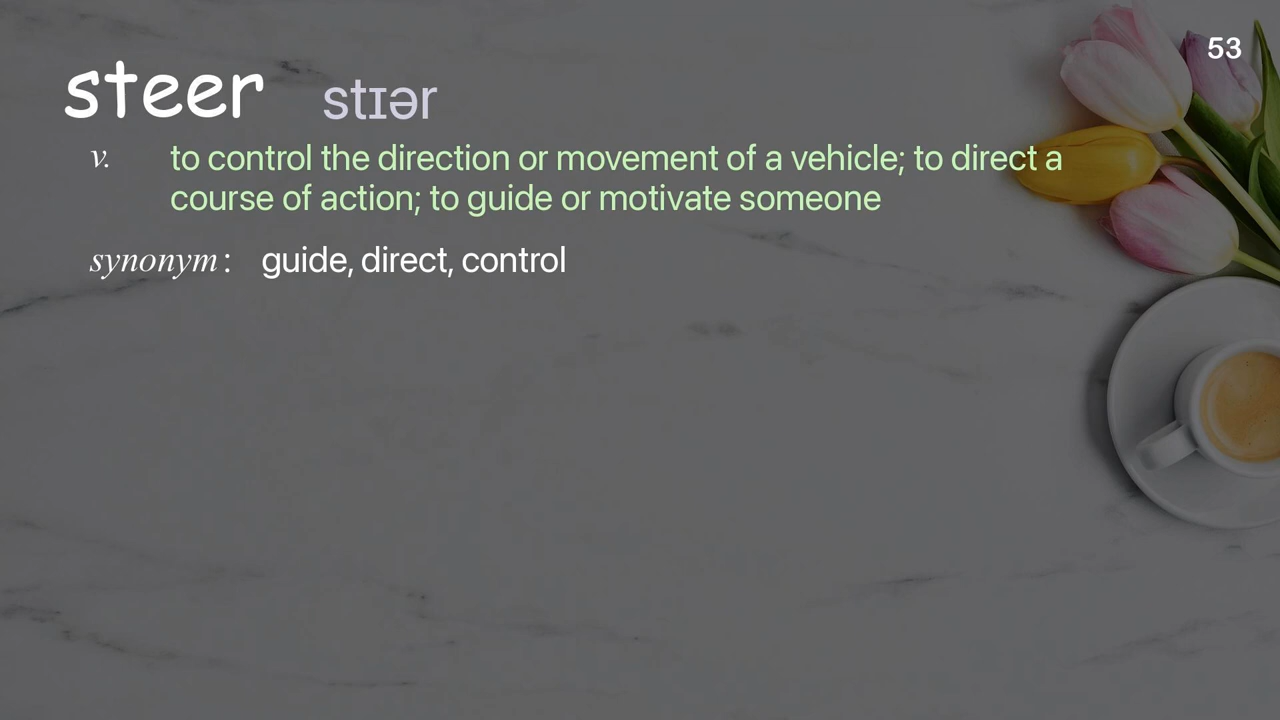 53
steer stɪər
v. to control the direction or movement of a vehicle; to direct a
course of action; to guide or motivate someone
synonym: guide, direct, control